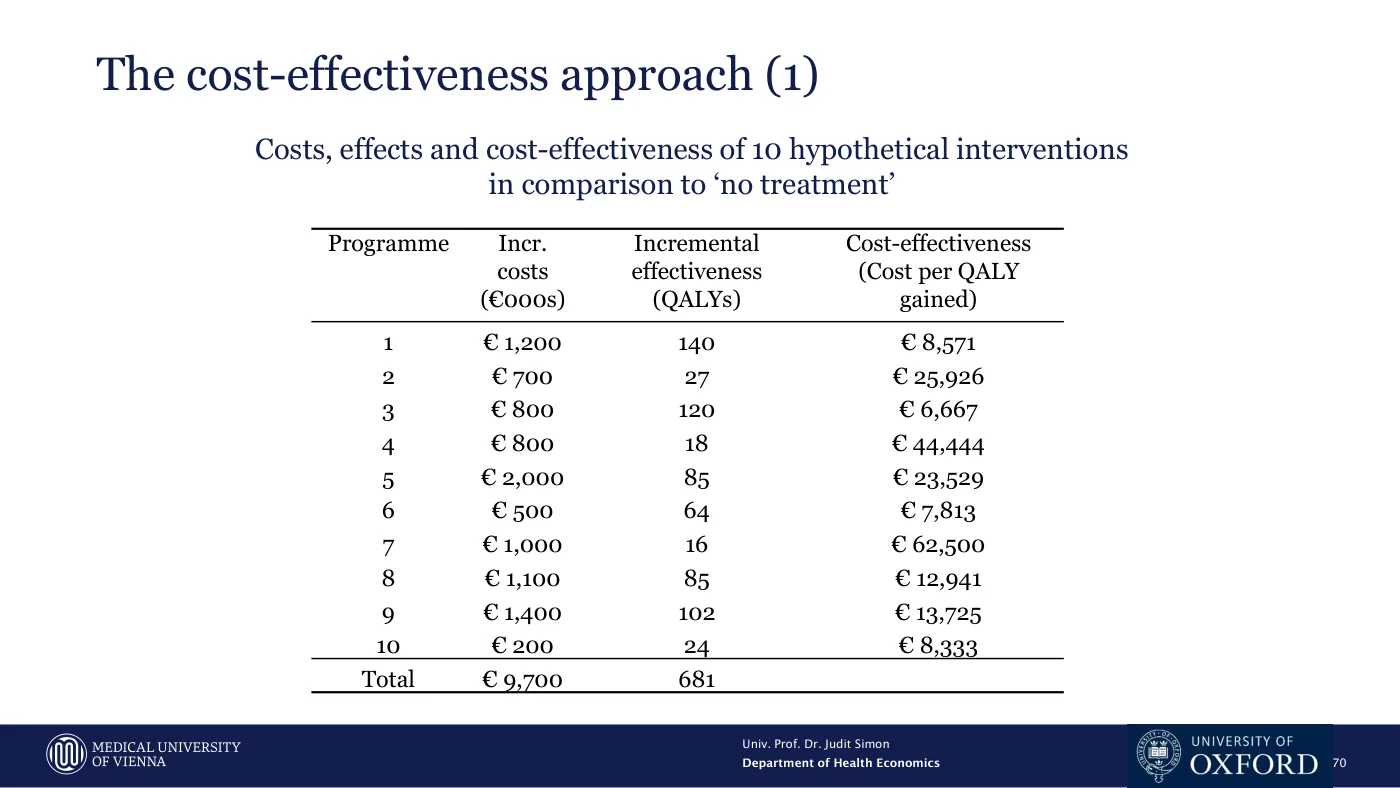 The cost-effectiveness approach (1)
Costs, effects and cost-effectiveness of 10 hypothetical interventions
in comparison to ‘no treatment’
Programme Incr. costs (€000s) Incremental effectiveness (QALYs) Cost-effectiveness (Cost per QALY gained)
1 € 1,200 140 € 8,571
2 € 700 27 € 25,926
3 € 800 120 € 6,667
4 € 800 18 € 44,444
5 € 2,000 85 € 23,529
6 € 500 64 € 7,813
7 € 1,000 16 € 62,500
8 € 1,100 85 € 12,941
9 € 1,400 102 € 13,725
10 € 200 24 € 8,333
Total € 9,700 681
MEDICAL UNIVERSITY
OF VIENNA
Univ. Prof. Dr. Judit Simon
Department of Health Economics
UNIVERSITY OF
OXFORD
70